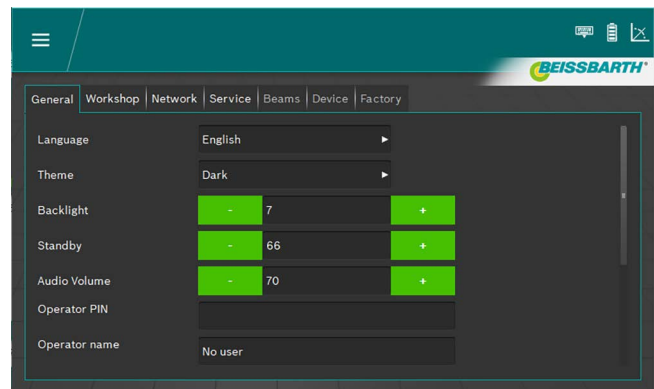 BEISSBARTH
General Workshop Network Service Beams Device Factory
Language English
Theme Dark
Backlight - 7 +
Standby - 66 +
Audio Volume - 70 +
Operator PIN
Operator name No user